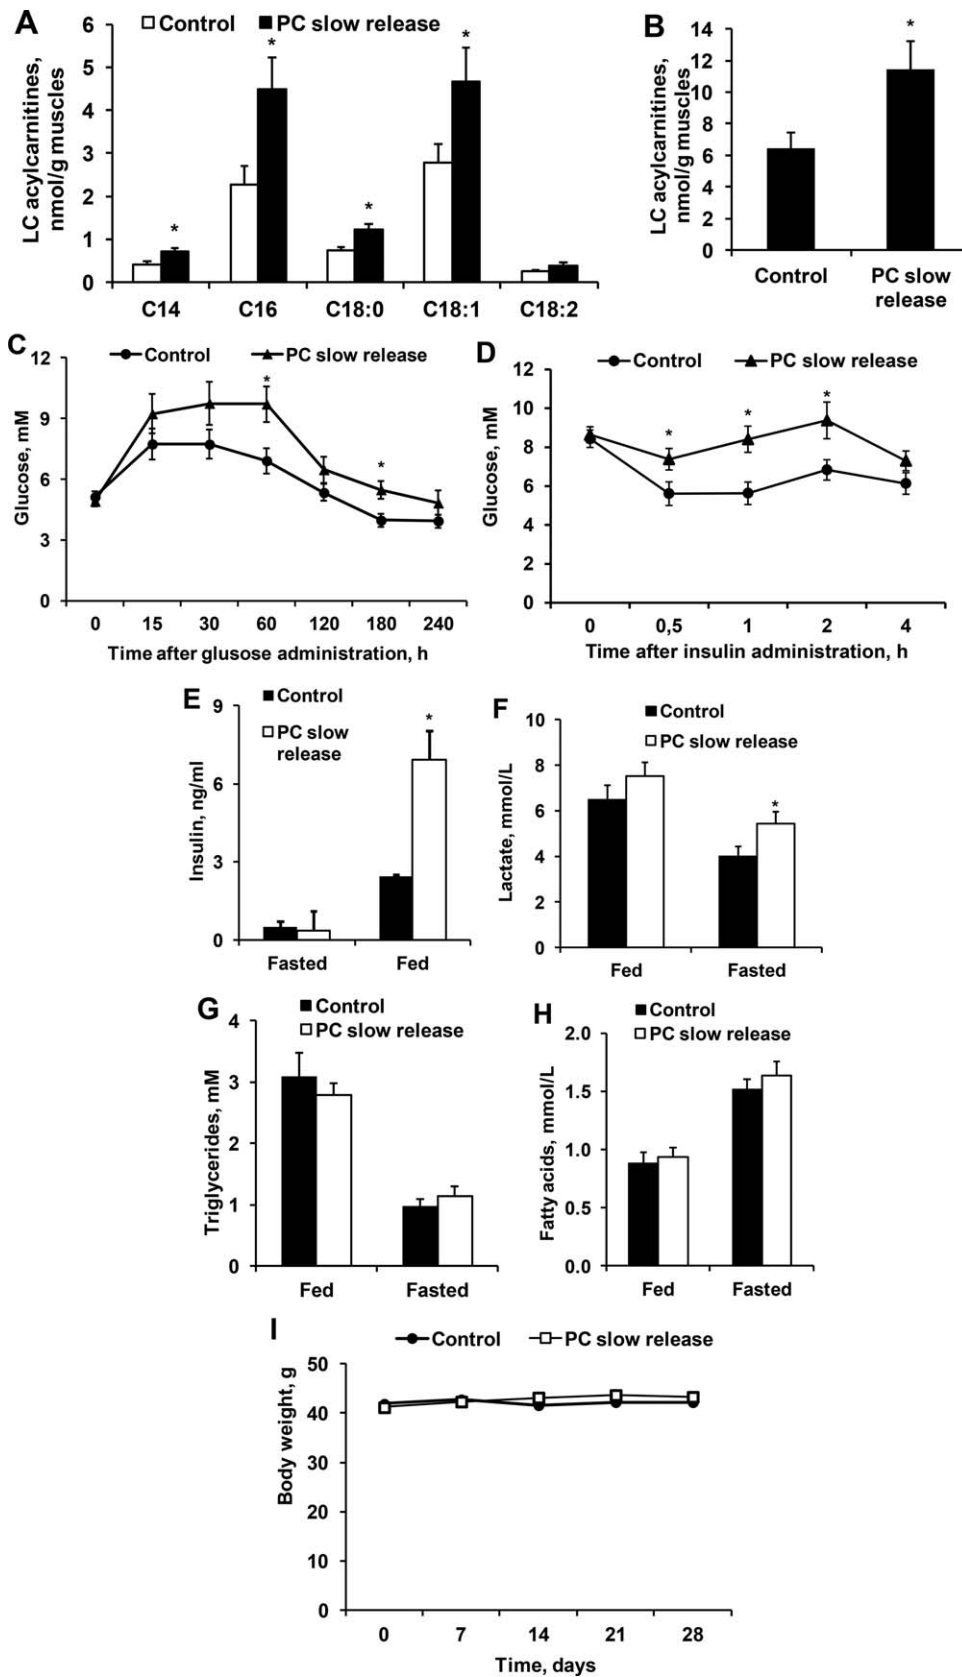 A
Control PC slow release
LC acylcarnitines,
nmol/g muscles
6
5
4
3
2
1
0
* * * *
C14 C16 C18:0 C18:1 C18:2
B
LC acylcarnitines,
nmol/g muscles
14
12
10
8
6
4
2
0
*
Control PC slow
release
C
Control PC slow release
Glucose, mM
12
9
6
3
0
* *
0 15 30 60 120 180 240
Time after glusose administration, h
D
Control PC slow release
Glucose, mM
12
10
8
6
4
2
0
* * *
0 0,5 1 2 4
Time after insulin administration, h
E
Control
PC slow
release
Insulin, ng/ml
9
6
3
0
*
Fasted Fed
F
Control
PC slow release
Lactate, mmol/L
10
8
6
4
2
0
*
Fed Fasted
G
Control
PC slow release
Triglycerides, mM
4
3
2
1
0
Fed Fasted
H
Control
PC slow release
Fatty acids, mmol/L
2.0
1.5
1.0
0.5
0.0
Fed Fasted
I
Control PC slow release
Body weight, g
50
40
30
20
10
0
0 7 14 21 28
Time, days